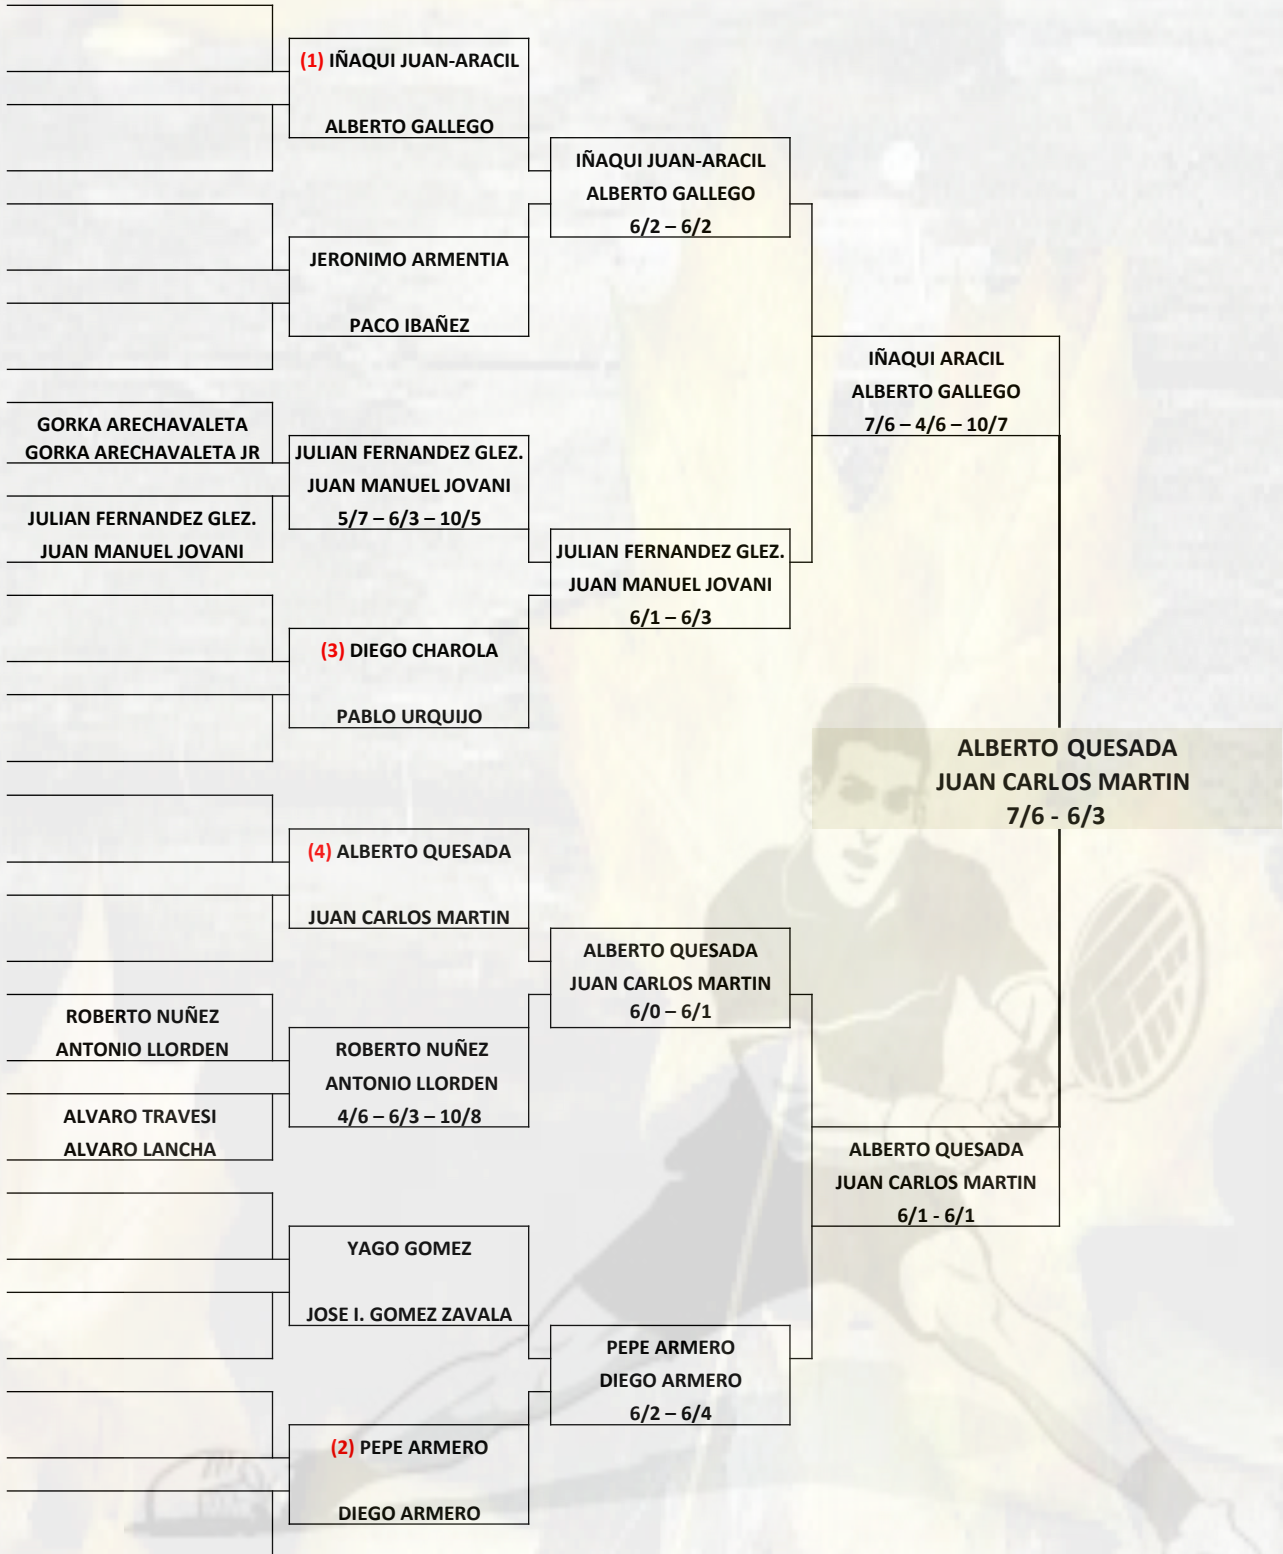 (1) IÑAQUI JUAN-ARACIL
ALBERTO GALLEGO
IÑAQUI JUAN-ARACIL
ALBERTO GALLEGO
6/2 – 6/2
JERONIMO ARMENTIA
PACO IBAÑEZ
IÑAQUI ARACIL
ALBERTO GALLEGO
7/6 – 4/6 – 10/7
GORKA ARECHAVALETA
GORKA ARECHAVALETA JR
JULIAN FERNANDEZ GLEZ.
JUAN MANUEL JOVANI
5/7 – 6/3 – 10/5
JULIAN FERNANDEZ GLEZ.
JUAN MANUEL JOVANI
JULIAN FERNANDEZ GLEZ.
JUAN MANUEL JOVANI
6/1 – 6/3
(3) DIEGO CHAROLA
PABLO URQUIJO
ALBERTO QUESADA
JUAN CARLOS MARTIN
7/6 - 6/3
(4) ALBERTO QUESADA
JUAN CARLOS MARTIN
ALBERTO QUESADA
JUAN CARLOS MARTIN
6/0 – 6/1
ROBERTO NUÑEZ
ANTONIO LLORDEN
ROBERTO NUÑEZ
ANTONIO LLORDEN
4/6 – 6/3 – 10/8
ALVARO TRAVESI
ALVARO LANCHA
ALBERTO QUESADA
JUAN CARLOS MARTIN
6/1 - 6/1
YAGO GOMEZ
JOSE I. GOMEZ ZAVALA
PEPE ARMERO
DIEGO ARMERO
6/2 – 6/4
(2) PEPE ARMERO
DIEGO ARMERO